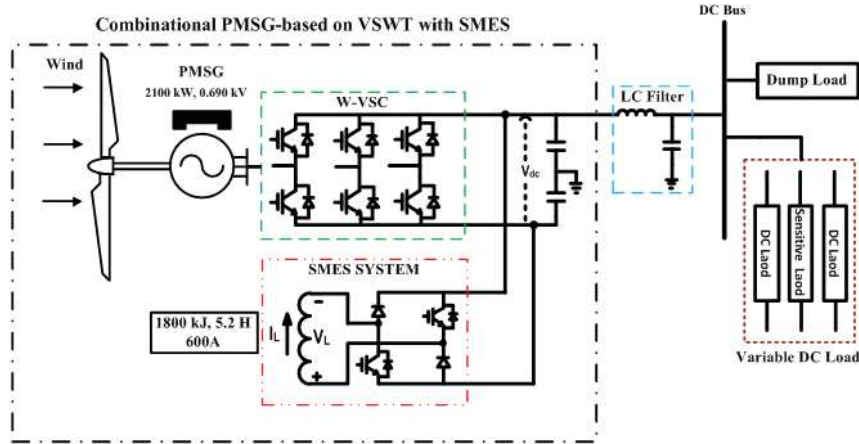 Combinational PMSG-based on VSWT with SMES
DC Bus
Wind
PMSG
2100 kW, 0.690 kV
W-VSC
LC Filter
Dump Load
Vdc
SMES SYSTEM
1800 kJ, 5.2 H
600A
IL
VL
−
+
DC Laod
Sensitive Laod
DC Laod
Variable DC Load